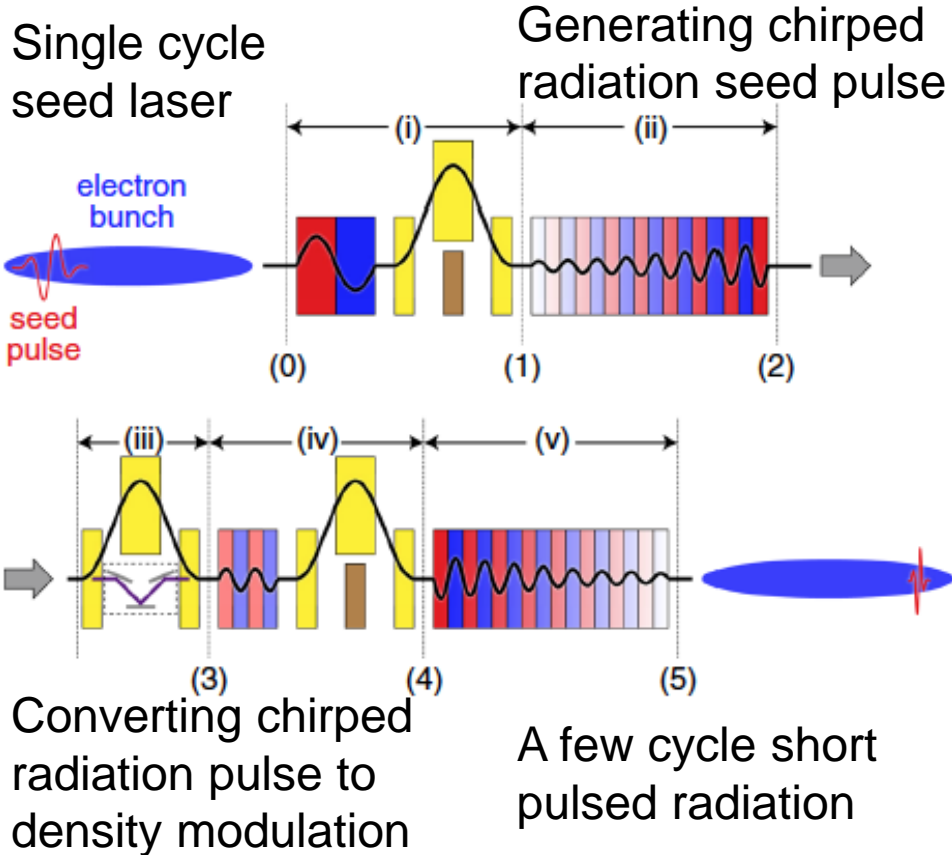 Single cycle
seed laser
Generating chirped
radiation seed pulse
(i)
(ii)
electron
bunch
seed
pulse
(0)
(1)
(2)
(iii)
(iv)
(v)
(3)
(4)
(5)
Converting chirped
radiation pulse to
density modulation
A few cycle short
pulsed radiation